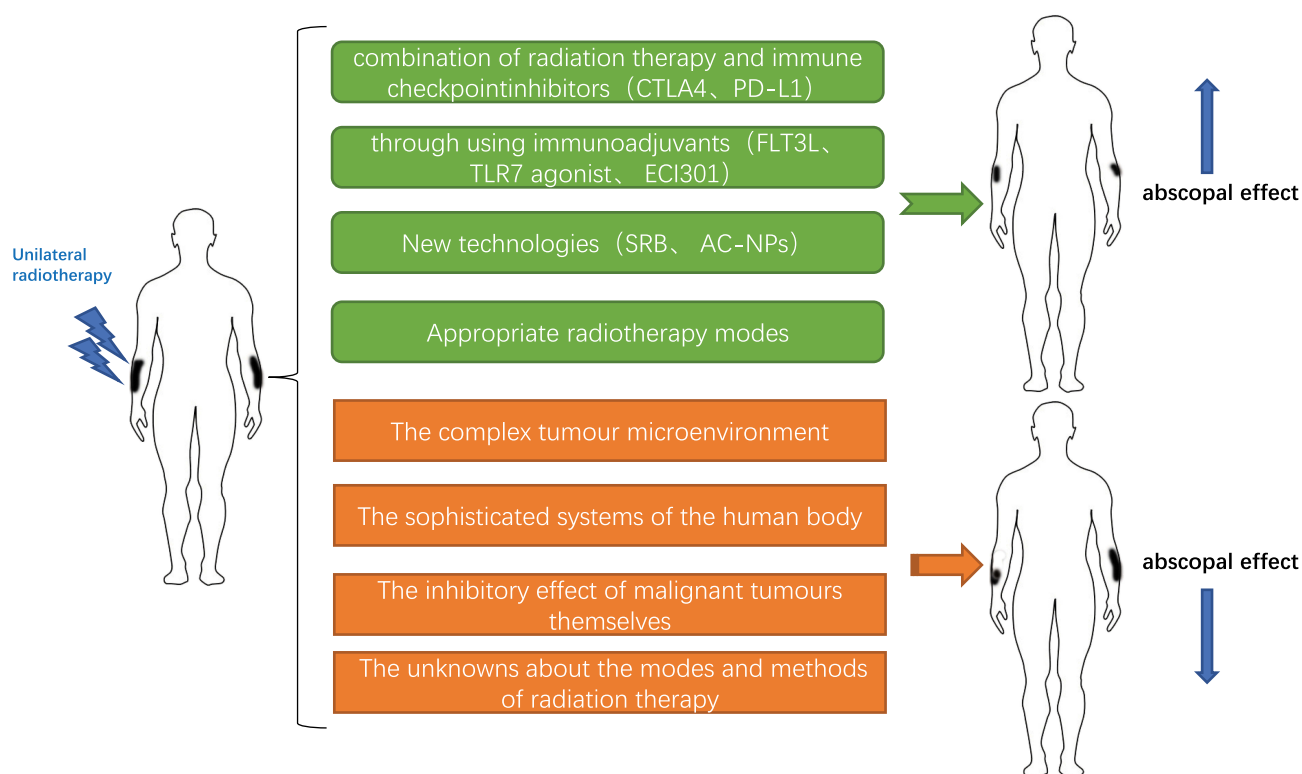 Unilateral
radiotherapy
combination of radiation therapy and immune
checkpointinhibitors（CTLA4、PD-L1）
through using immunoadjuvants（FLT3L、
TLR7 agonist、 ECI301）
New technologies（SRB、 AC-NPs）
Appropriate radiotherapy modes
The complex tumour microenvironment
The sophisticated systems of the human body
The inhibitory effect of malignant tumours
themselves
The unknowns about the modes and methods
of radiation therapy
abscopal effect
abscopal effect